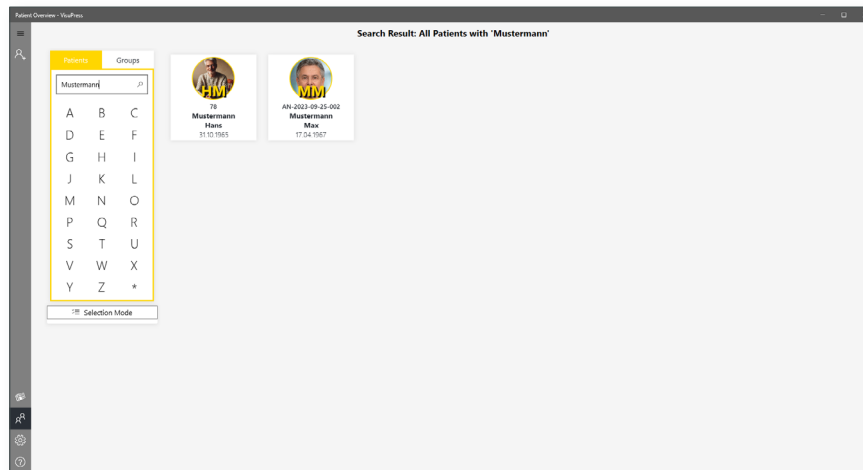 Patient Overview - VisuPress
Search Result: All Patients with 'Mustermann'
Patients Groups
Mustermann
A B C
D E F
G H I
J K L
M N O
P Q R
S T U
V W X
Y Z *
Selection Mode
HM
78
Mustermann
Hans
31.10.1965
MM
AN-2023-09-25-002
Mustermann
Max
17.04.1967